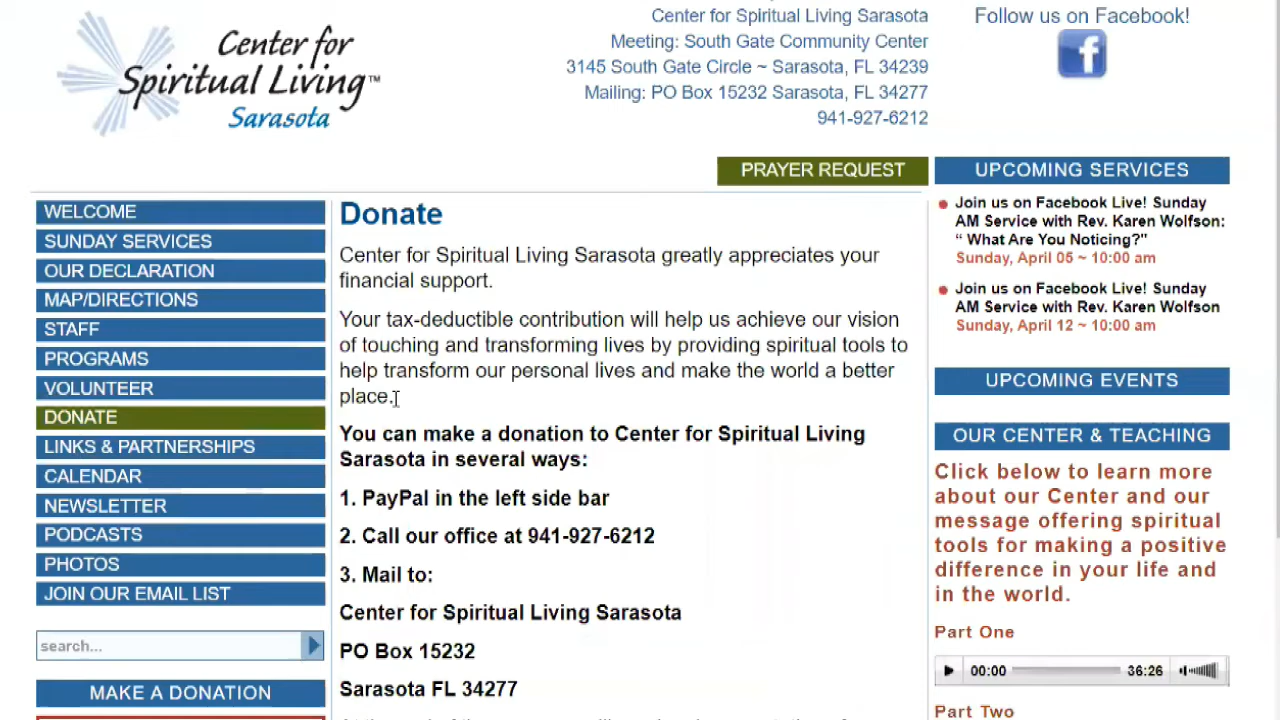 Center for
Spiritual Living™
Sarasota
Center for Spiritual Living Sarasota
Meeting: South Gate Community Center
3145 South Gate Circle ~ Sarasota, FL 34239
Mailing: PO Box 15232 Sarasota, FL 34277
941-927-6212
Follow us on Facebook!
f
PRAYER REQUEST
WELCOME
SUNDAY SERVICES
OUR DECLARATION
MAP/DIRECTIONS
STAFF
PROGRAMS
VOLUNTEER
DONATE
LINKS & PARTNERSHIPS
CALENDAR
NEWSLETTER
PODCASTS
PHOTOS
JOIN OUR EMAIL LIST
search...
MAKE A DONATION
Donate
Center for Spiritual Living Sarasota greatly appreciates your
financial support.
Your tax-deductible contribution will help us achieve our vision
of touching and transforming lives by providing spiritual tools to
help transform our personal lives and make the world a better
place.
You can make a donation to Center for Spiritual Living
Sarasota in several ways:
1. PayPal in the left side bar
2. Call our office at 941-927-6212
3. Mail to:
Center for Spiritual Living Sarasota
PO Box 15232
Sarasota FL 34277
UPCOMING SERVICES
Join us on Facebook Live! Sunday
AM Service with Rev. Karen Wolfson:
“ What Are You Noticing?"
Sunday, April 05 ~ 10:00 am
Join us on Facebook Live! Sunday
AM Service with Rev. Karen Wolfson
Sunday, April 12 ~ 10:00 am
UPCOMING EVENTS
OUR CENTER & TEACHING
Click below to learn more
about our Center and our
message offering spiritual
tools for making a positive
difference in your life and
in the world.
Part One
00:00 36:26
Part Two